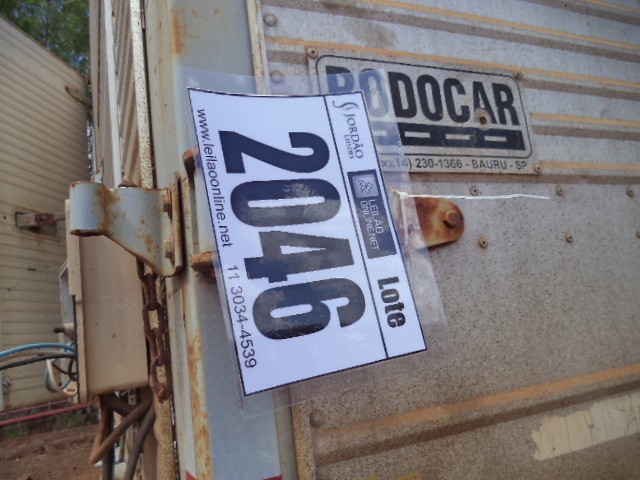 RODOCAR
(xx14) 230-1366 - BAURU - SP
JORDÃO
LEILÕES
LEILÃO
ONLINE.NET
Lote
2046
www.leilaoonline.net 11 3034-4539